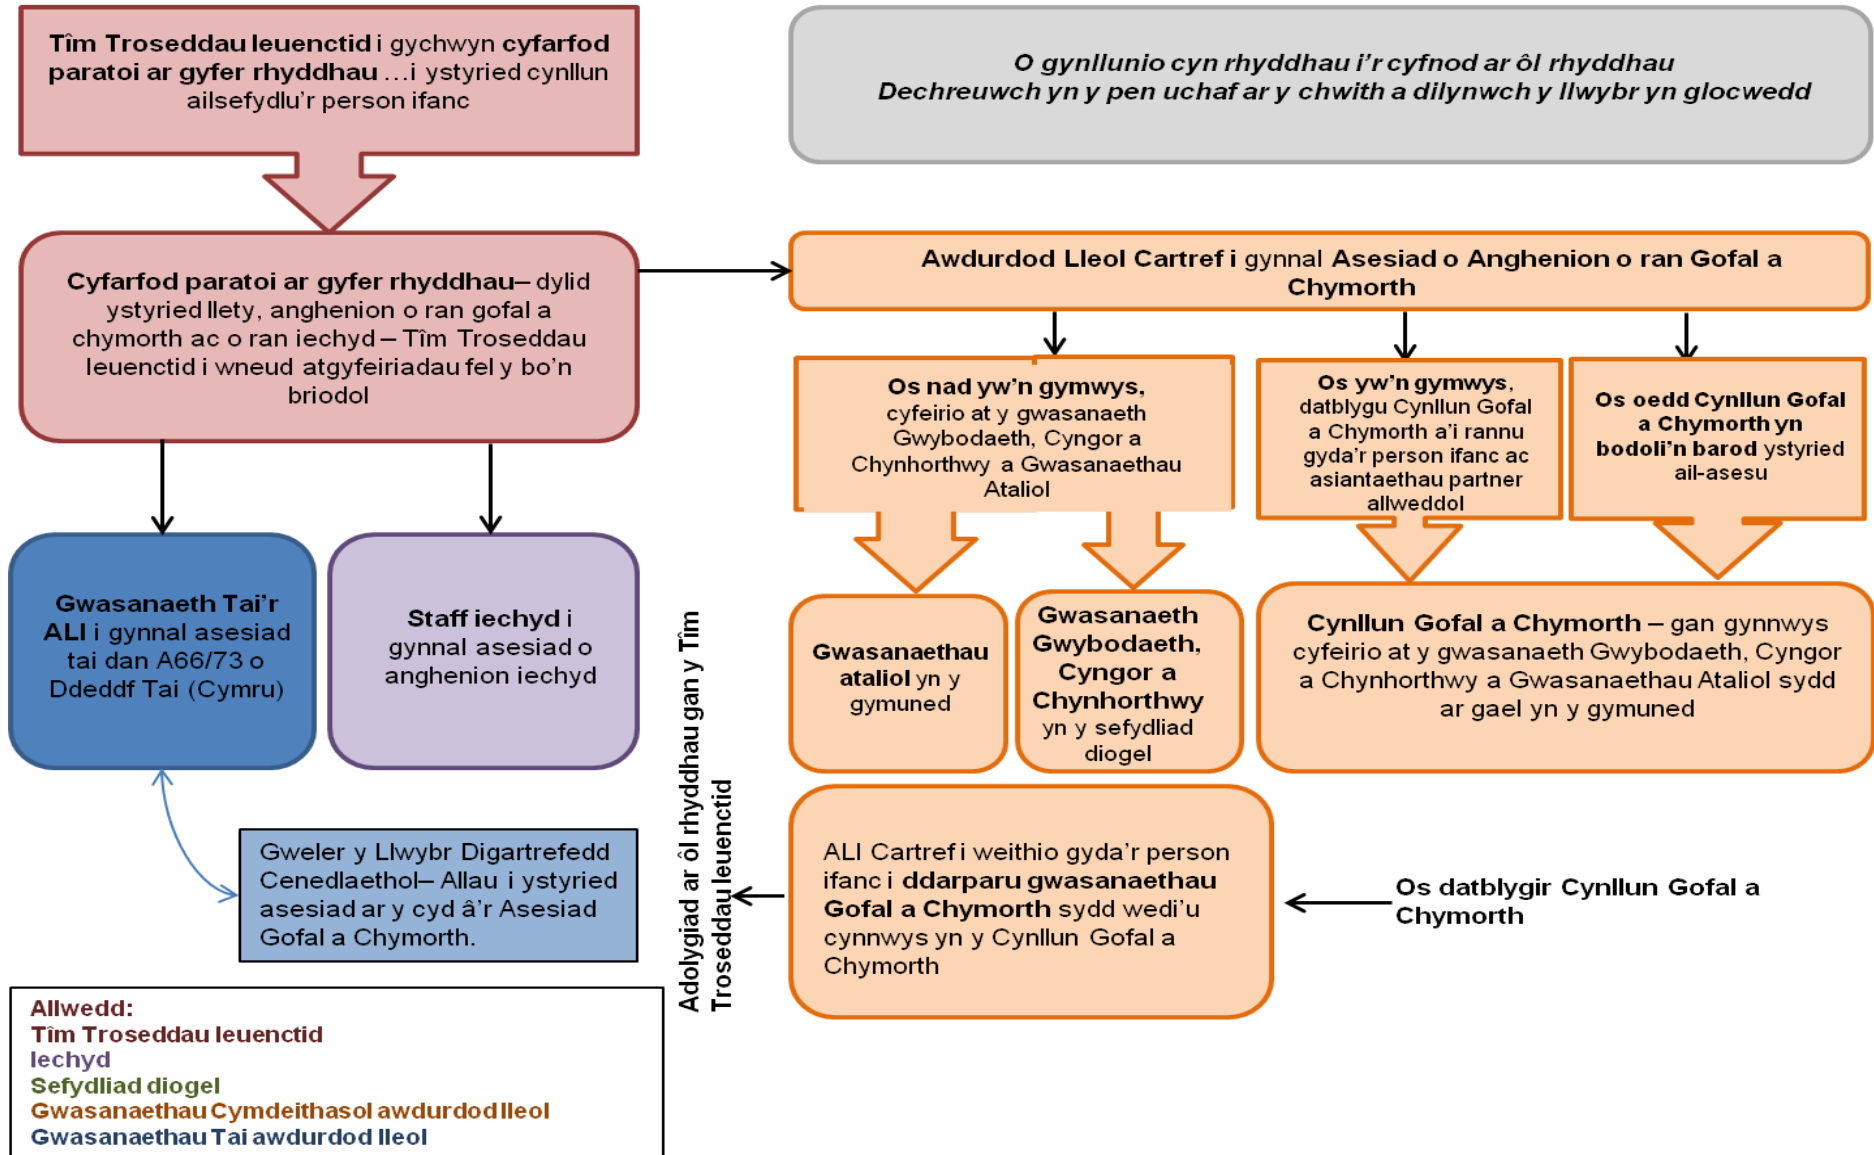 Tîm Troseddau Ieuenctid i gychwyn cyfarfod
paratoi ar gyfer rhyddhau ...i ystyried cynllun
ailsefydlu'r person ifanc
O gynllunio cyn rhyddhau i'r cyfnod ar ôl rhyddhau
Dechreuwch yn y pen uchaf ar y chwith a dilynwch y llwybr yn glocwedd
Cyfarfod paratoi ar gyfer rhyddhau– dylid
ystyried llety, anghenion o ran gofal a
chymorth ac o ran iechyd – Tîm Troseddau
Ieuenctid i wneud atgyfeiriadau fel y bo'n
briodol
Awdurdod Lleol Cartref i gynnal Asesiad o Anghenion o ran Gofal a
Chymorth
Os nad yw'n gymwys,
cyfeirio at y gwasanaeth
Gwybodaeth, Cyngor a
Chynhorthwy a Gwasanaethau
Ataliol
Os yw'n gymwys,
datblygu Cynllun Gofal
a Chymorth a'i rannu
gyda'r person ifanc ac
asiantaethau partner
allweddol
Os oedd Cynllun Gofal
a Chymorth yn
bodoli'n barod ystyried
ail-asesu
Gwasanaeth Tai'r
ALl i gynnal asesiad
tai dan A66/73 o
Ddeddf Tai (Cymru)
Staff iechyd i
gynnal asesiad o
anghenion iechyd
Gwasanaethau
ataliol yn y
gymuned
Gwasanaeth
Gwybodaeth,
Cyngor a
Chynhorthwy
yn y sefydliad
diogel
Cynllun Gofal a Chymorth – gan gynnwys
cyfeirio at y gwasanaeth Gwybodaeth, Cyngor
a Chynhorthwy a Gwasanaethau Ataliol sydd
ar gael yn y gymuned
Gweler y Llwybr Digartrefedd
Cenedlaethol– Allau i ystyried
asesiad ar y cyd â'r Asesiad
Gofal a Chymorth.
Adolygiad ar ôl rhyddhau gan y Tîm
Troseddau Ieuenctid
ALl Cartref i weithio gyda'r person
ifanc i ddarparu gwasanaethau
Gofal a Chymorth sydd wedi'u
cynnwys yn y Cynllun Gofal a
Chymorth
Os datblygir Cynllun Gofal a
Chymorth
Allwedd:
Tîm Troseddau Ieuenctid
Iechyd
Sefydliad diogel
Gwasanaethau Cymdeithasol awdurdod lleol
Gwasanaethau Tai awdurdod lleol